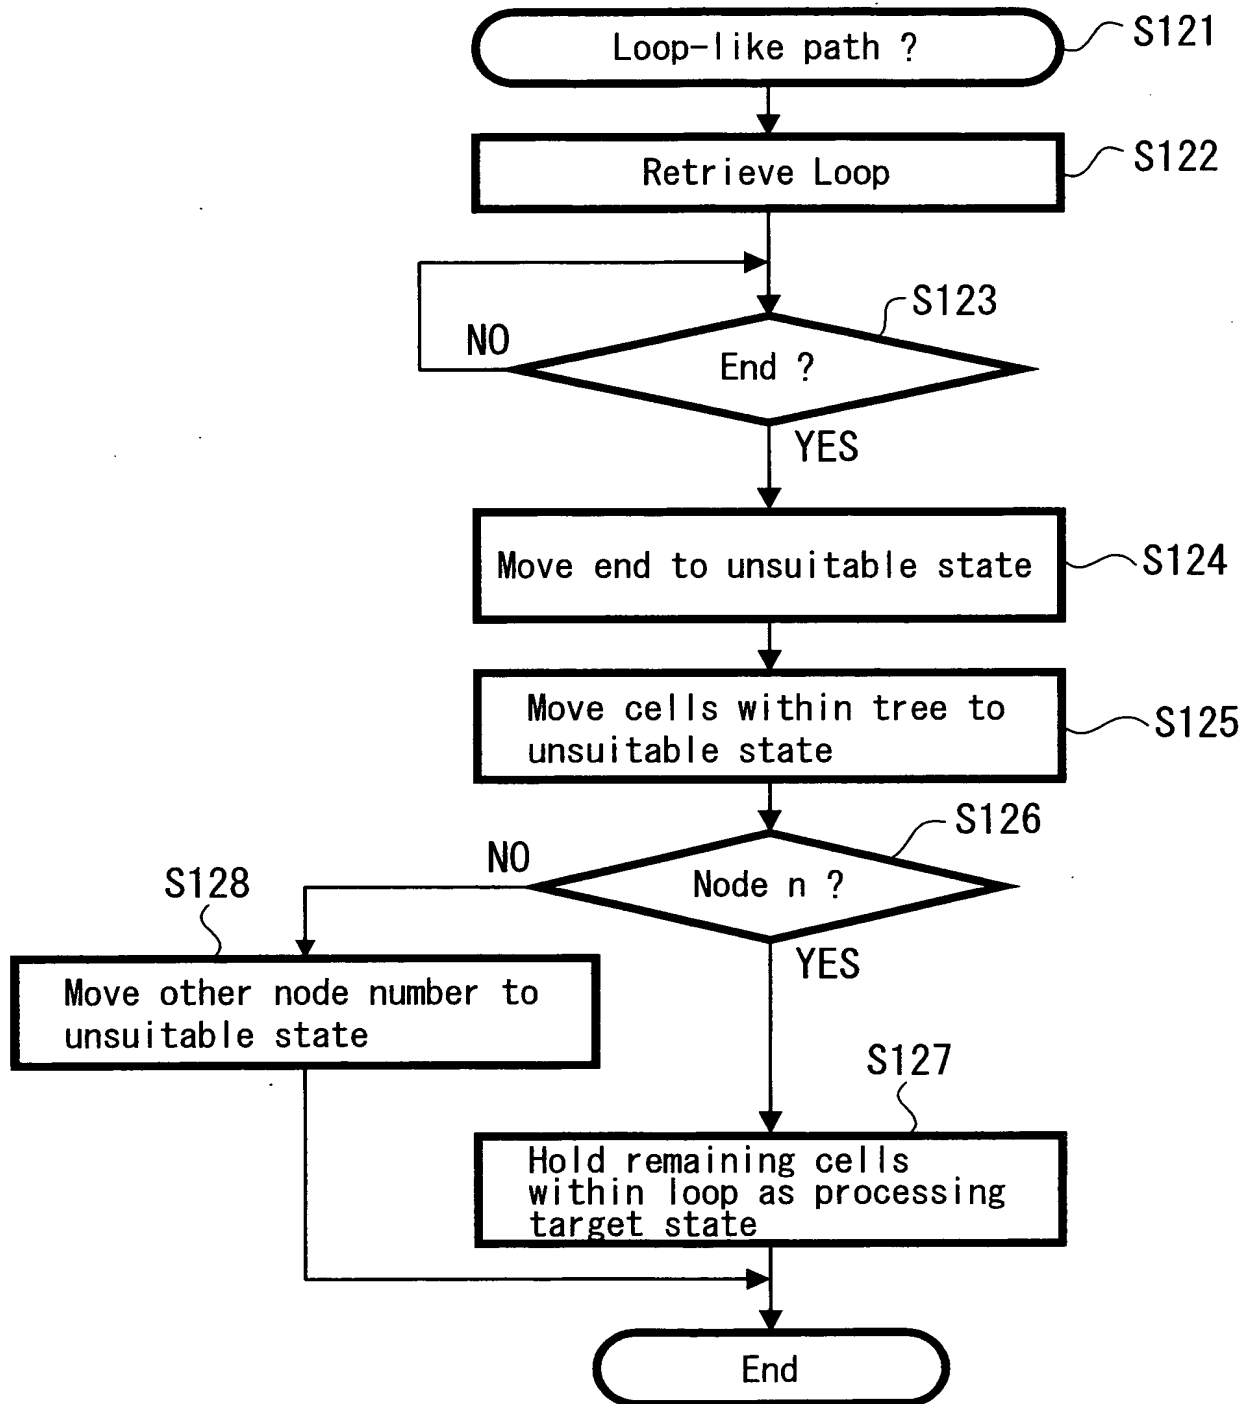 Loop-like path ?
S121
Retrieve Loop
S122
S123
NO
End ?
YES
Move end to unsuitable state
S124
Move cells within tree to
unsuitable state
S125
S126
NO
Node n ?
S128
YES
Move other node number to
unsuitable state
S127
Hold remaining cells
within loop as processing
target state
End